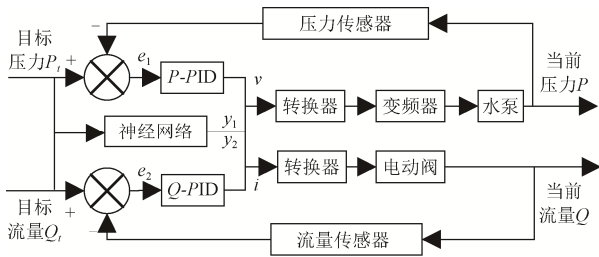 压力传感器
目标
压力Pt
+
−
e1
P-PID
v
转换器
变频器
水泵
当前
压力P
神经网络
y1
y2
目标
流量Qt
+
−
e2
Q-PID
i
转换器
电动阀
当前
流量Q
流量传感器